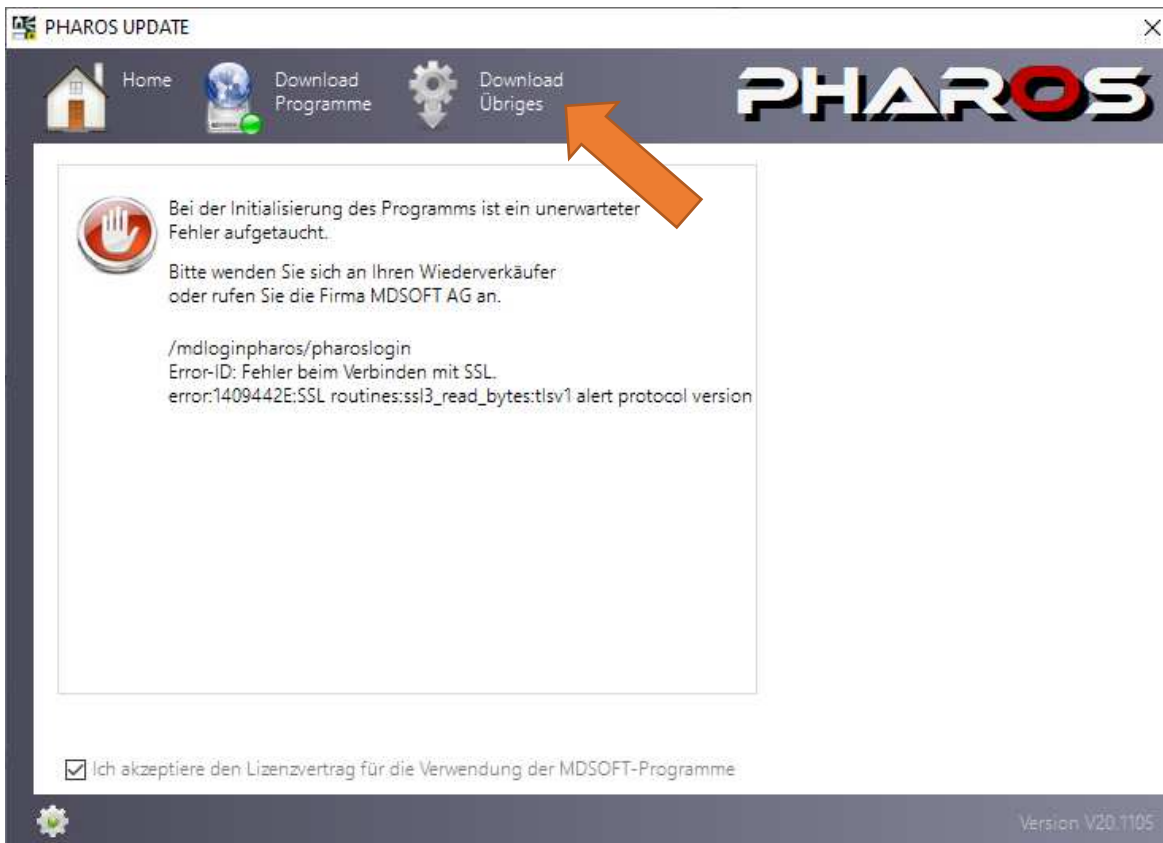 PHAROS UPDATE
Home
Download
Programme
Download
Übriges
PHAROS
Bei der Initialisierung des Programms ist ein unerwarteter
Fehler aufgetaucht.
Bitte wenden Sie sich an Ihren Wiederverkäufer
oder rufen Sie die Firma MDSOFT AG an.
/mdloginpharos/pharoslogin
Error-ID: Fehler beim Verbinden mit SSL.
error:1409442E:SSL routines:ssl3_read_bytes:tlsv1 alert protocol version
Ich akzeptiere den Lizenzvertrag für die Verwendung der MDSOFT-Programme
Version V20.1105